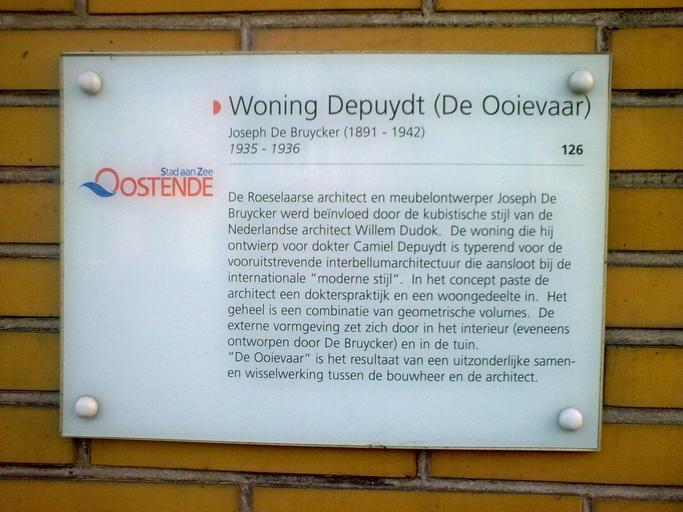 Woning Depuydt (De Ooievaar)
Joseph De Bruycker (1891 - 1942)
1935 - 1936
126
Stad aan Zee
OOSTENDE
De Roeselaarse architect en meubelontwerper Joseph De
Bruycker werd beïnvloed door de kubistische stijl van de
Nederlandse architect Willem Dudok. De woning die hij
ontwierp voor dokter Camiel Depuydt is typerend voor de
vooruitstrevende interbellumarchitectuur die aansloot bij de
internationale "moderne stijl". In het concept paste de
architect een dokterspraktijk en een woongedeelte in. Het
geheel is een combinatie van geometrische volumes. De
externe vormgeving zet zich door in het interieur (eveneens
ontworpen door De Bruycker) en in de tuin.
"De Ooievaar" is het resultaat van een uitzonderlijke samen-
en wisselwerking tussen de bouwheer en de architect.